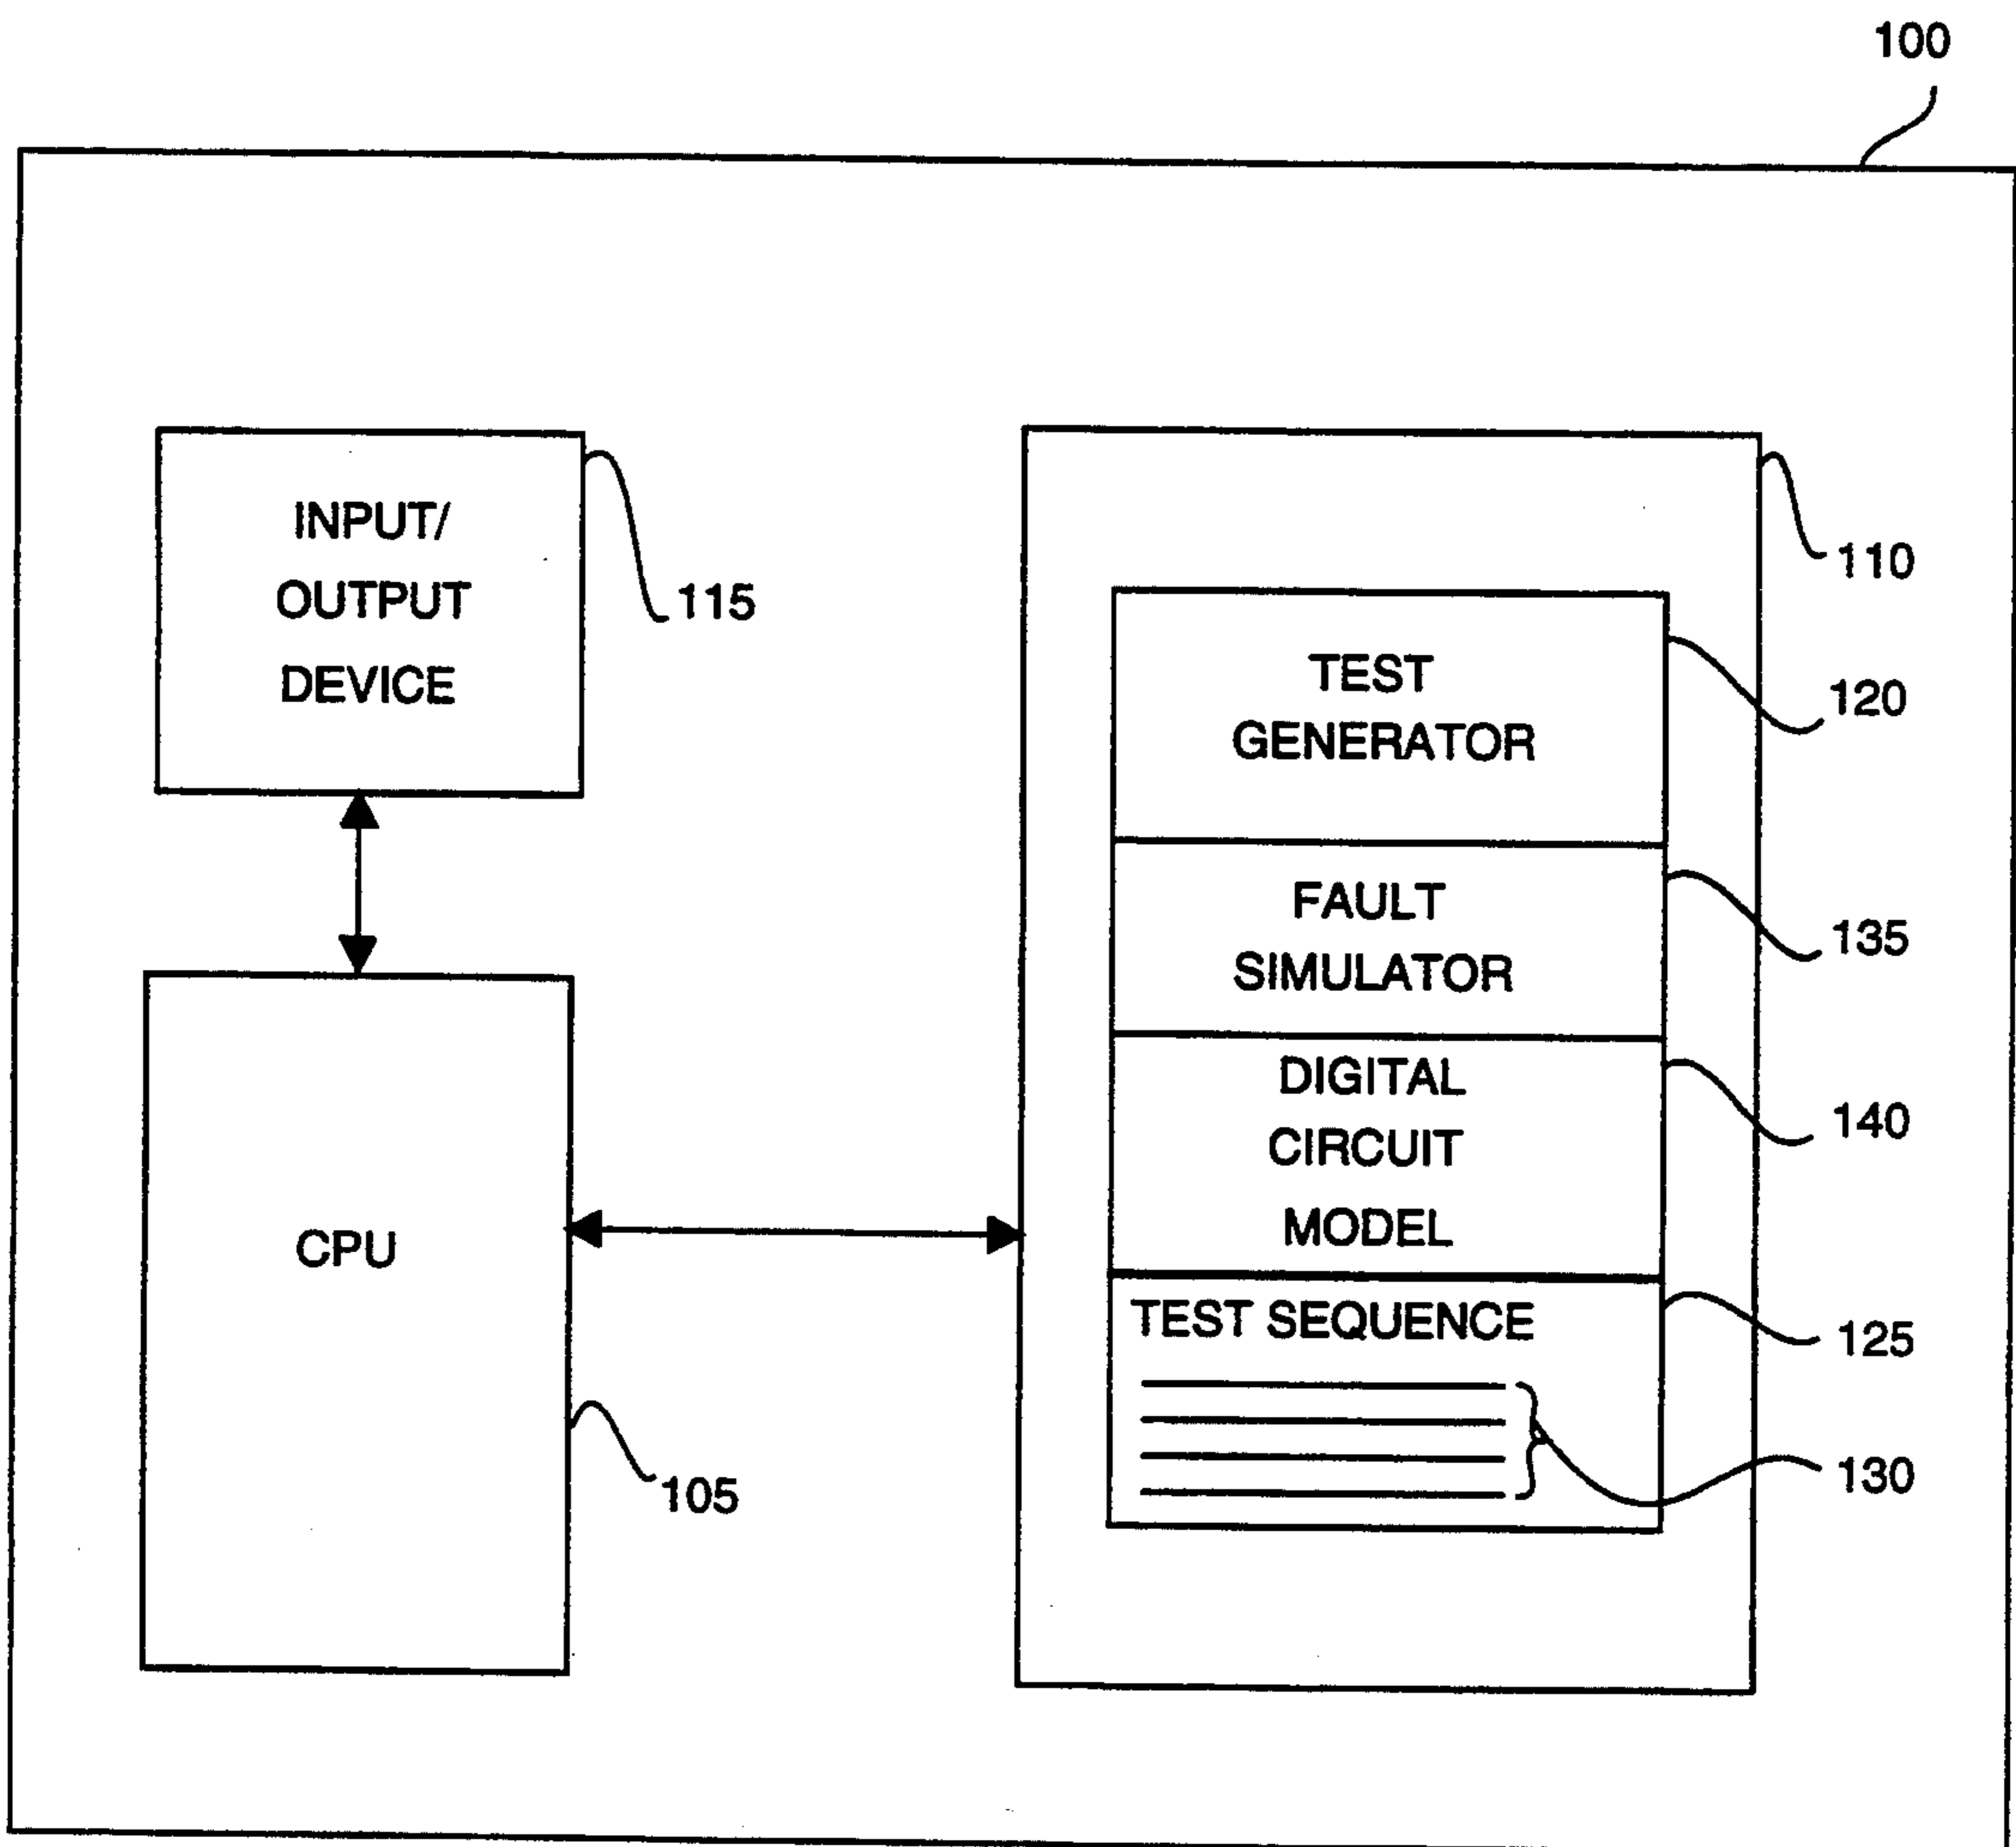 100
INPUT/
OUTPUT
DEVICE
115
110
TEST
GENERATOR
120
FAULT
SIMULATOR
135
DIGITAL
CIRCUIT
MODEL
140
CPU
105
TEST SEQUENCE
125
130